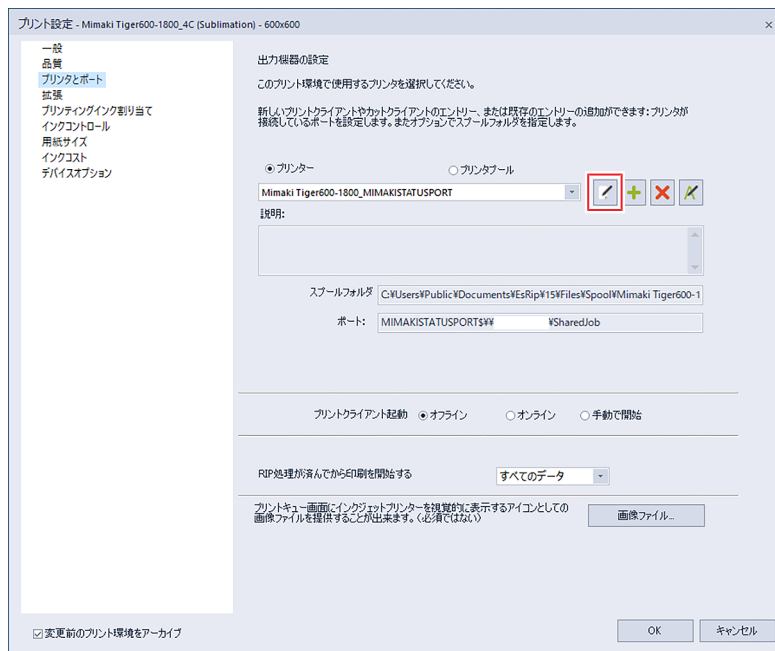 プリント設定 - Mimaki Tiger600-1800_4C (Sublimation) - 600x600
一般
品質
プリンタとポート
拡張
プリンティングインク割り当て
インクコントロール
用紙サイズ
インクコスト
デバイスオプション
出力機器の設定
このプリント環境で使用するプリンタを選択してください。
新しいプリントクライアントやカットクライアントのエントリー、または既存のエントリーの追加ができます: プリンタが
接続しているポートを設定します。またオプションでスプールフォルダを指定します。
プリンター
プリンタプール
Mimaki Tiger600-1800_MIMAKISTATUSPORT
説明:
スプールフォルダ
C:¥Users¥Public¥Documents¥EsRip¥15¥Files¥Spool¥Mimaki Tiger600-1
ポート:
MIMAKISTATUSPORT$¥¥ ¥SharedJob
プリントクライアント起動
オフライン
オンライン
手動で開始
RIP処理が済んでから印刷を開始する
すべてのデータ
プリントキュー画面にインクジェットプリンターを視覚的に表示するアイコンとしての
画像ファイルを提供することが出来ます。(必須ではない)
画像ファイル...
変更前のプリント環境をアーカイブ
OK
キャンセル